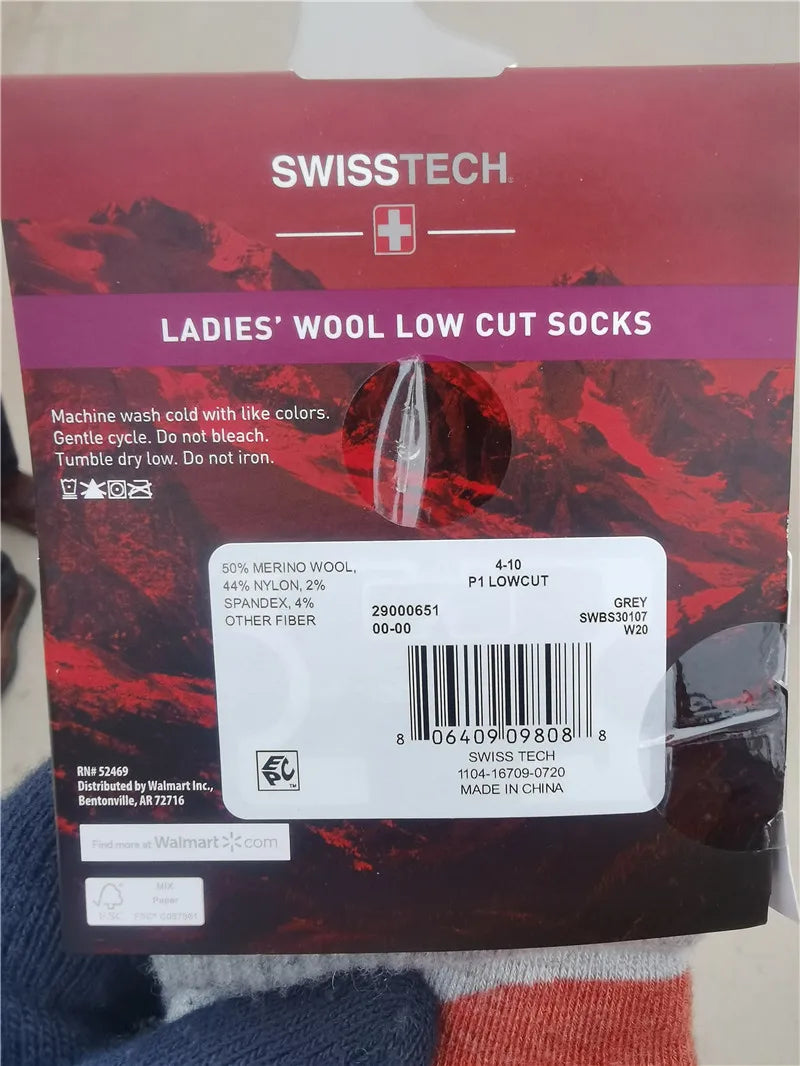 SWISSTECH
LADIES' WOOL LOW CUT SOCKS
Machine wash cold with like colors.
Gentle cycle. Do not bleach.
Tumble dry low. Do not iron.
50% MERINO WOOL,
44% NYLON, 2%
SPANDEX, 4%
OTHER FIBER
4-10
P1 LOWCUT
29000651
00-00
GREY
SWBS30107
W20
8 06409 09808 8
SWISS TECH
1104-16709-0720
MADE IN CHINA
EPC TM
RN# 52469
Distributed by Walmart Inc.,
Bentonville, AR 72716
Find more at Walmart.com
FSC
MIX
Paper